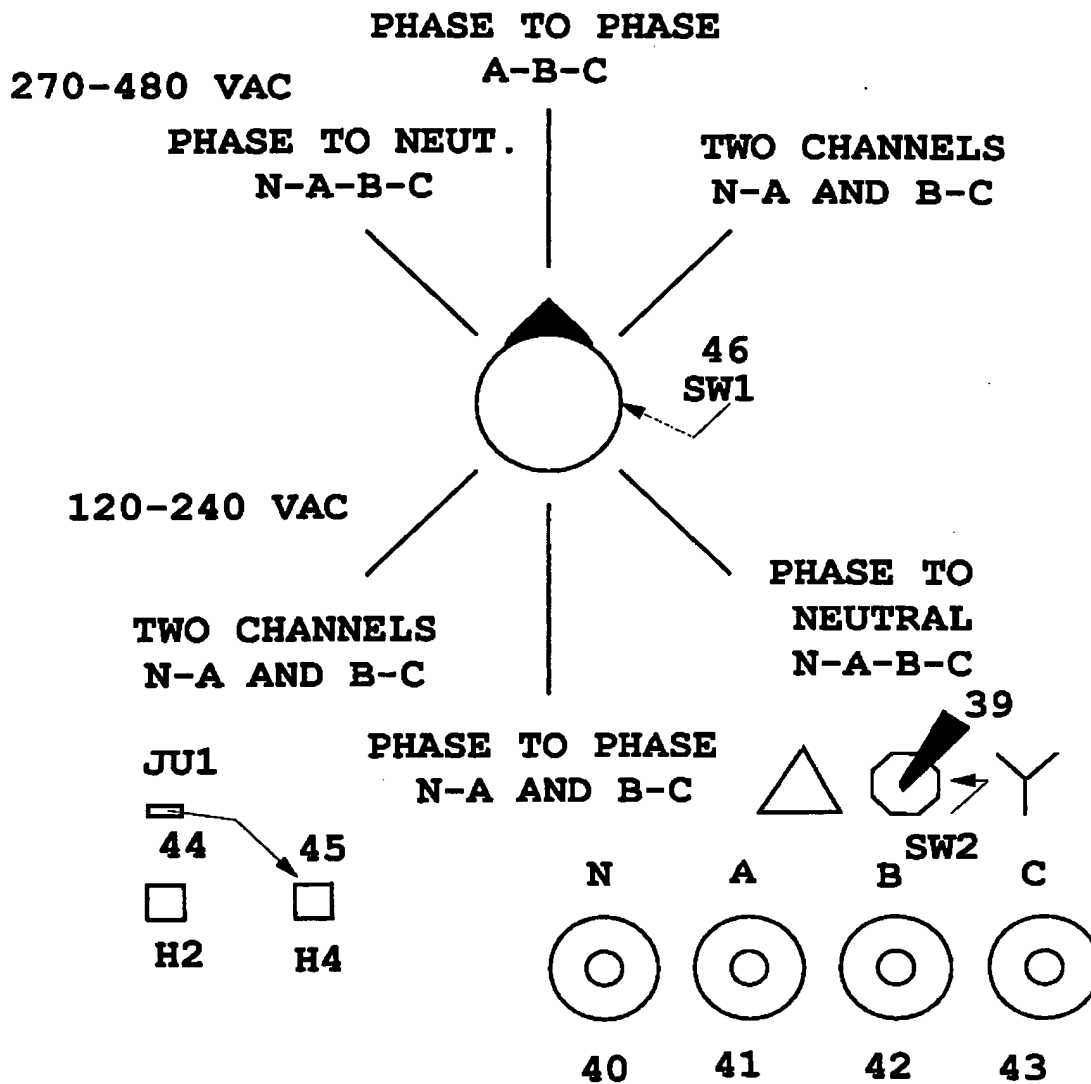 PHASE TO PHASE
A-B-C
270-480 VAC
PHASE TO NEUT.
N-A-B-C
TWO CHANNELS
N-A AND B-C
46
SW1
120-240 VAC
PHASE TO
NEUTRAL
N-A-B-C
TWO CHANNELS
N-A AND B-C
39
PHASE TO PHASE
N-A AND B-C
JU1
44
45
SW2
N A B C
H2
H4
40 41 42 43